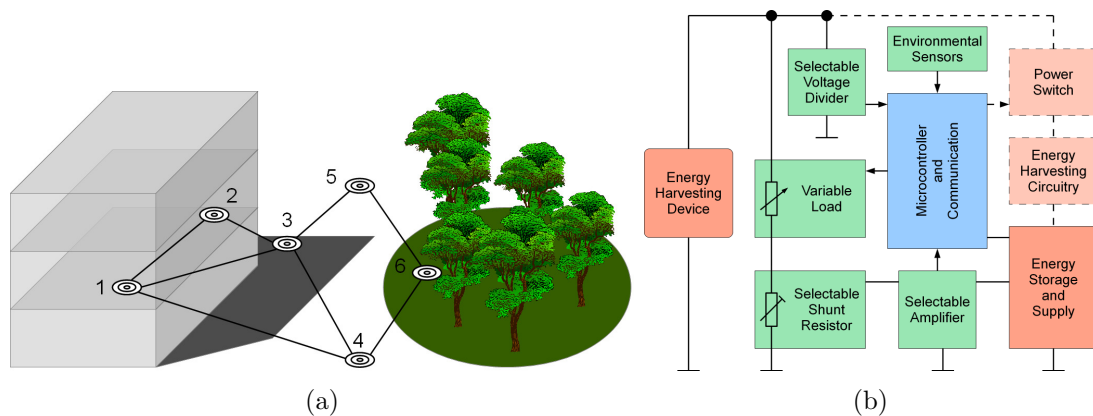 1
2
3
4
5
6
(a)
Energy
Harvesting
Device
Selectable
Voltage
Divider
Environmental
Sensors
Power
Switch
Microcontroller
and
Communication
Energy
Harvesting
Circuitry
Variable
Load
Selectable
Shunt
Resistor
Selectable
Amplifier
Energy
Storage
and
Supply
(b)